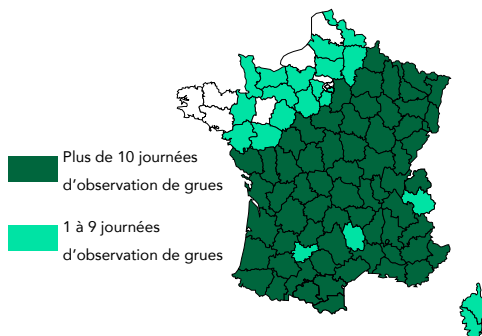 Plus de 10 journées
d’observation de grues
1 à 9 journées
d’observation de grues